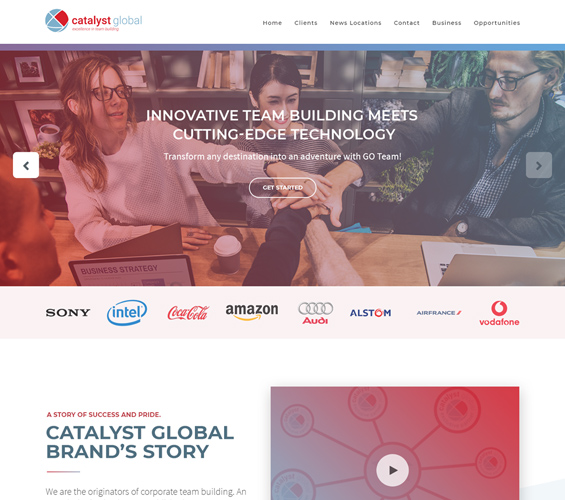 catalyst global
excellence in team building
Home Clients News Locations Contact Business Opportunities
INNOVATIVE TEAM BUILDING MEETS
CUTTING-EDGE TECHNOLOGY
Transform any destination into an adventure with GO Team!
GET STARTED
BUSINESS STRATEGY
SONY
intel
Coca-Cola
amazon
Audi
ALSTOM
AIRFRANCE
vodafone
A STORY OF SUCCESS AND PRIDE.
CATALYST GLOBAL
BRAND'S STORY
We are the originators of corporate team building. An